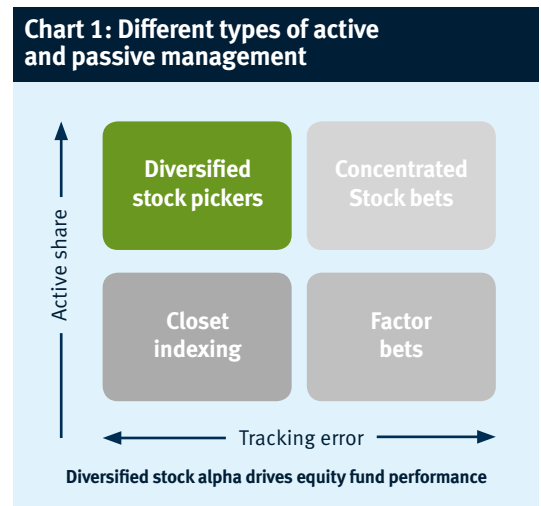 Chart 1: Different types of active
and passive management
Active share
Diversified
stock pickers
Concentrated
Stock bets
Closet
indexing
Factor
bets
Tracking error
Diversified stock alpha drives equity fund performance